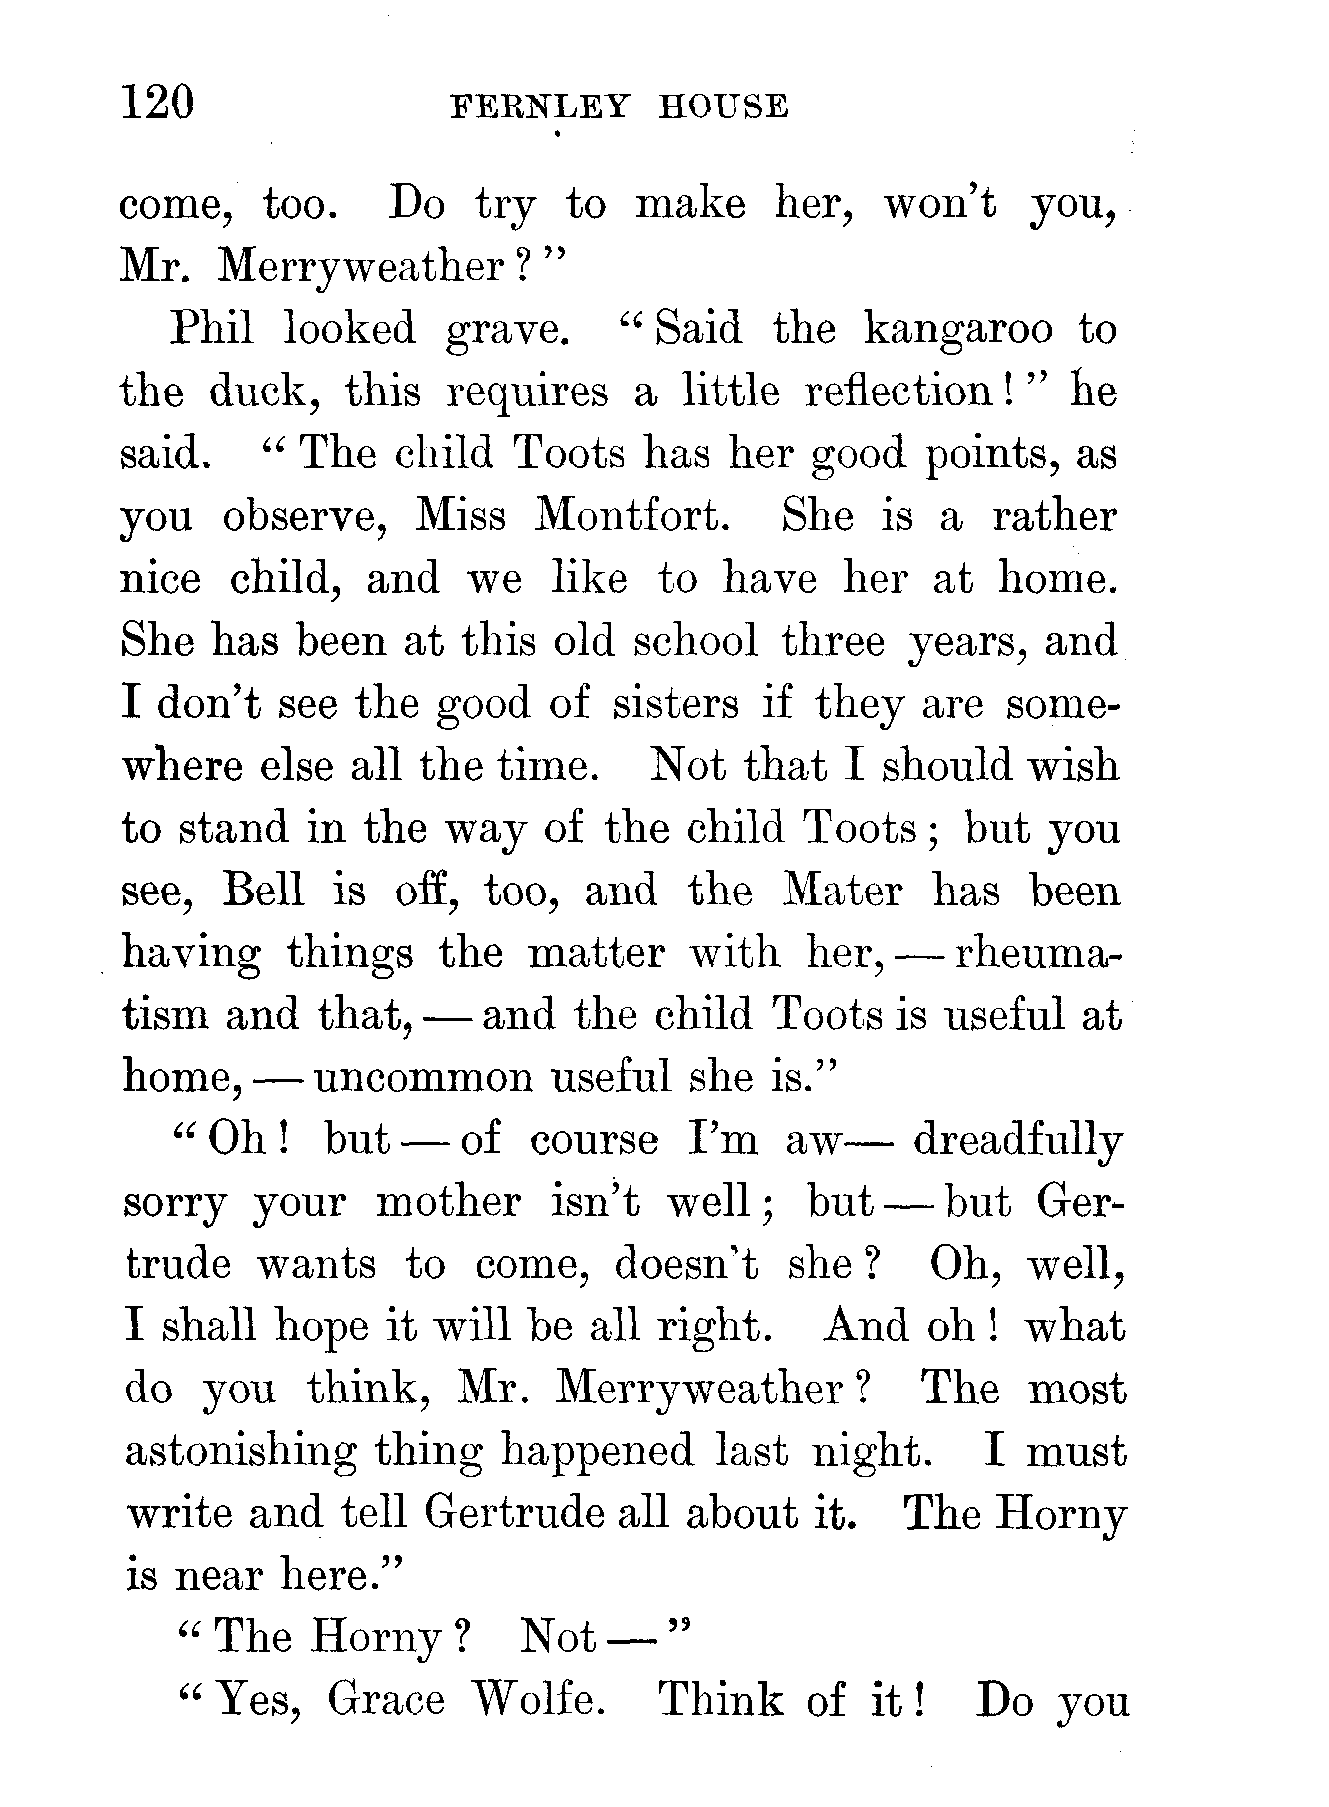 120 FERNLEY HOUSE
come, too. Do try to make her, won't you,
Mr. Merryweather?"
Phil looked grave. "Said the kangaroo to
the duck, this requires a little reflection!" he
said. "The child Toots has her good points, as
you observe, Miss Montfort. She is a rather
nice child, and we like to have her at home.
She has been at this old school three years, and
I don't see the good of sisters if they are some-
where else all the time. Not that I should wish
to stand in the way of the child Toots; but you
see, Bell is off, too, and the Mater has been
having things the matter with her,—rheuma-
tism and that,—and the child Toots is useful at
home,—uncommon useful she is."
"Oh! but—of course I'm aw— dreadfully
sorry your mother isn't well; but—but Ger-
trude wants to come, doesn't she? Oh, well,
I shall hope it will be all right. And oh! what
do you think, Mr. Merryweather? The most
astonishing thing happened last night. I must
write and tell Gertrude all about it. The Horny
is near here."
"The Horny? Not—"
"Yes, Grace Wolfe. Think of it! Do you